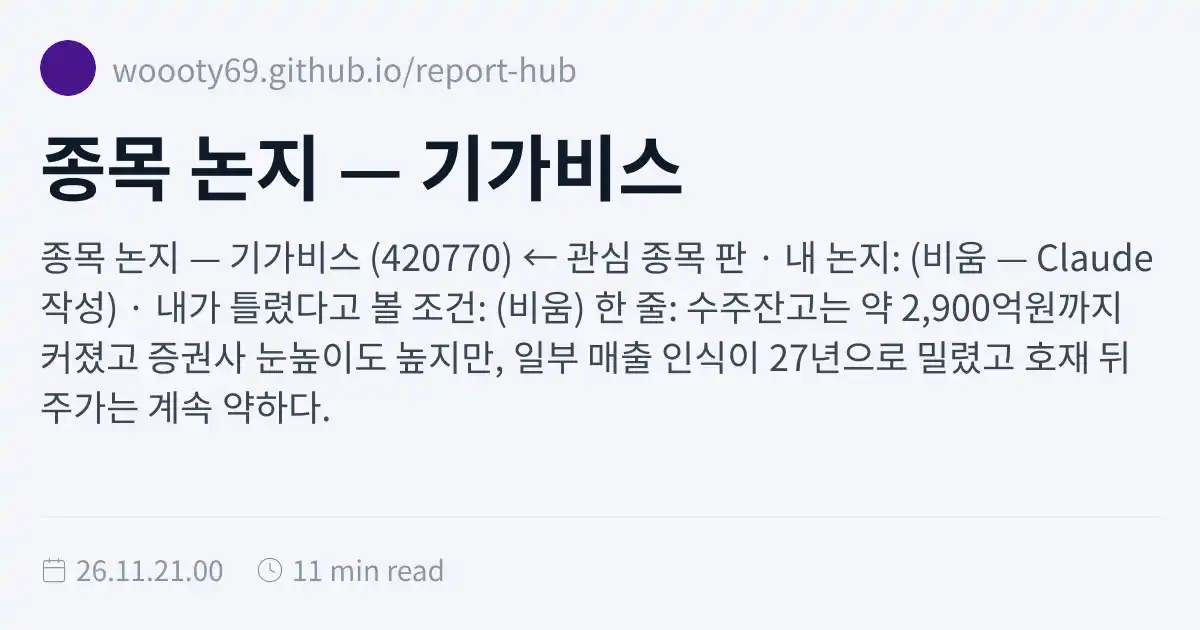 woooty69.github.io/report-hub
종목 논지 — 기가비스
종목 논지 — 기가비스 (420770) ← 관심 종목 판 · 내 논지: (비움 — Claude
작성) · 내가 틀렸다고 볼 조건: (비움) 한 줄: 수주잔고는 약 2,900억원까지
커졌고 증권사 눈높이도 높지만, 일부 매출 인식이 27년으로 밀렸고 호재 뒤
주가는 계속 약하다.
26.11.21.00
11 min read